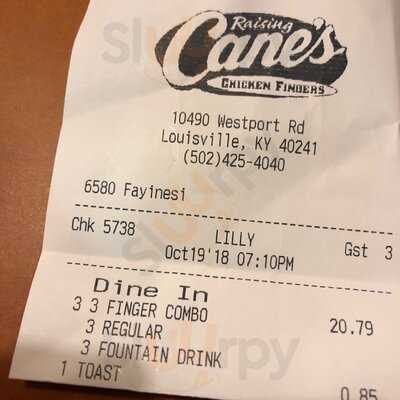 Raising
Cane's
CHICKEN FINGERS
10490 Westport Rd
Louisville, KY 40241
(502)425-4040
6580 Fayinesi
Chk 5738 LILLY Gst 3
Oct19'18 07:10PM
Dine In
3 3 FINGER COMBO 20.79
3 REGULAR
3 FOUNTAIN DRINK
1 TOAST 0.85